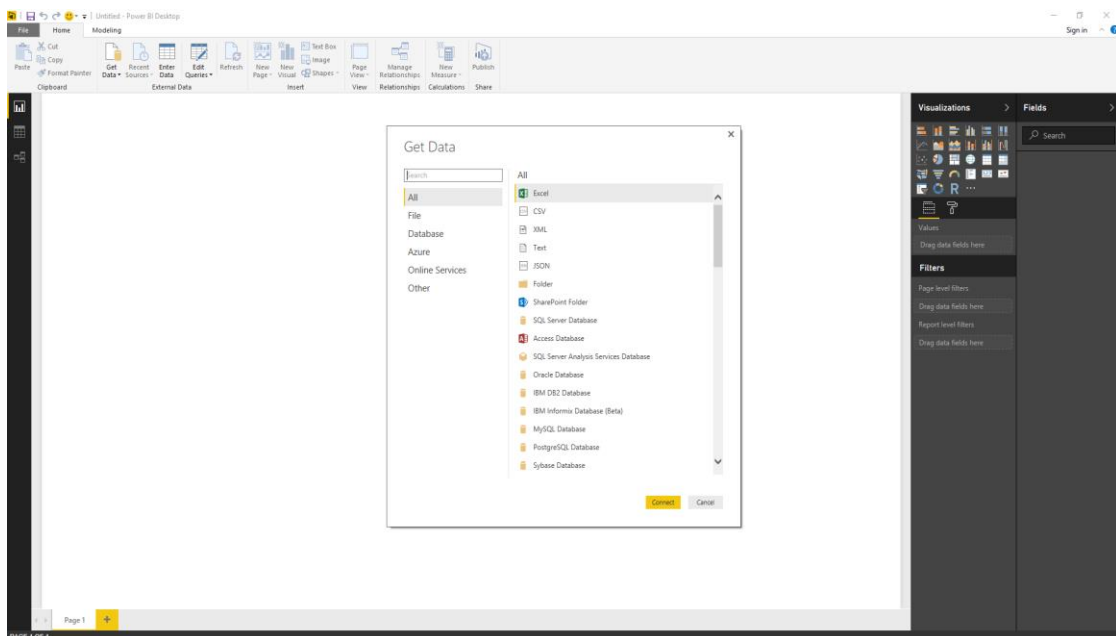 Untitled - Power BI Desktop
File Home Modeling
Sign in
Paste
Cut
Copy
Format Painter
Clipboard
Get Data
Recent Sources
Enter Data
Edit Queries
External Data
Refresh
New Page
New Visual
Text Box
Image
Shapes
Insert
Page View
View
Manage Relationships
Relationships
New Measure
Calculations
Publish
Share
Get Data
Search
All
File
Database
Azure
Online Services
Other
All
Excel
CSV
XML
Text
JSON
Folder
SharePoint Folder
SQL Server Database
Access Database
SQL Server Analysis Services Database
Oracle Database
IBM DB2 Database
IBM Informix Database (Beta)
MySQL Database
PostgreSQL Database
Sybase Database
Connect Cancel
Visualizations
R
Values
Drag data fields here
Filters
Page level filters
Drag data fields here
Report level filters
Drag data fields here
Fields
Search
Page 1
PAGE 1 OF 1